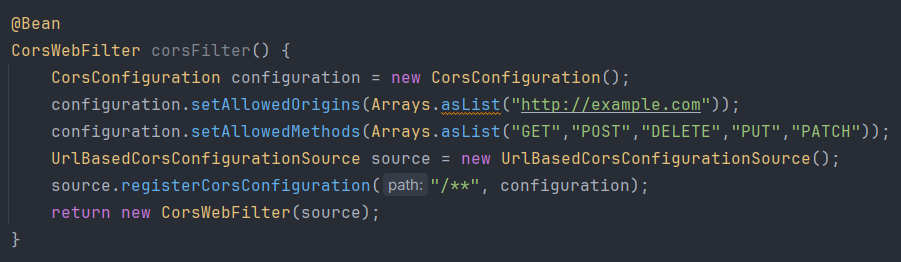 @Bean
CorsWebFilter corsFilter() {
    CorsConfiguration configuration = new CorsConfiguration();
    configuration.setAllowedOrigins(Arrays.asList("http://example.com"));
    configuration.setAllowedMethods(Arrays.asList("GET","POST","DELETE","PUT","PATCH"));
    UrlBasedCorsConfigurationSource source = new UrlBasedCorsConfigurationSource();
    source.registerCorsConfiguration( path: "/**", configuration);
    return new CorsWebFilter(source);
}